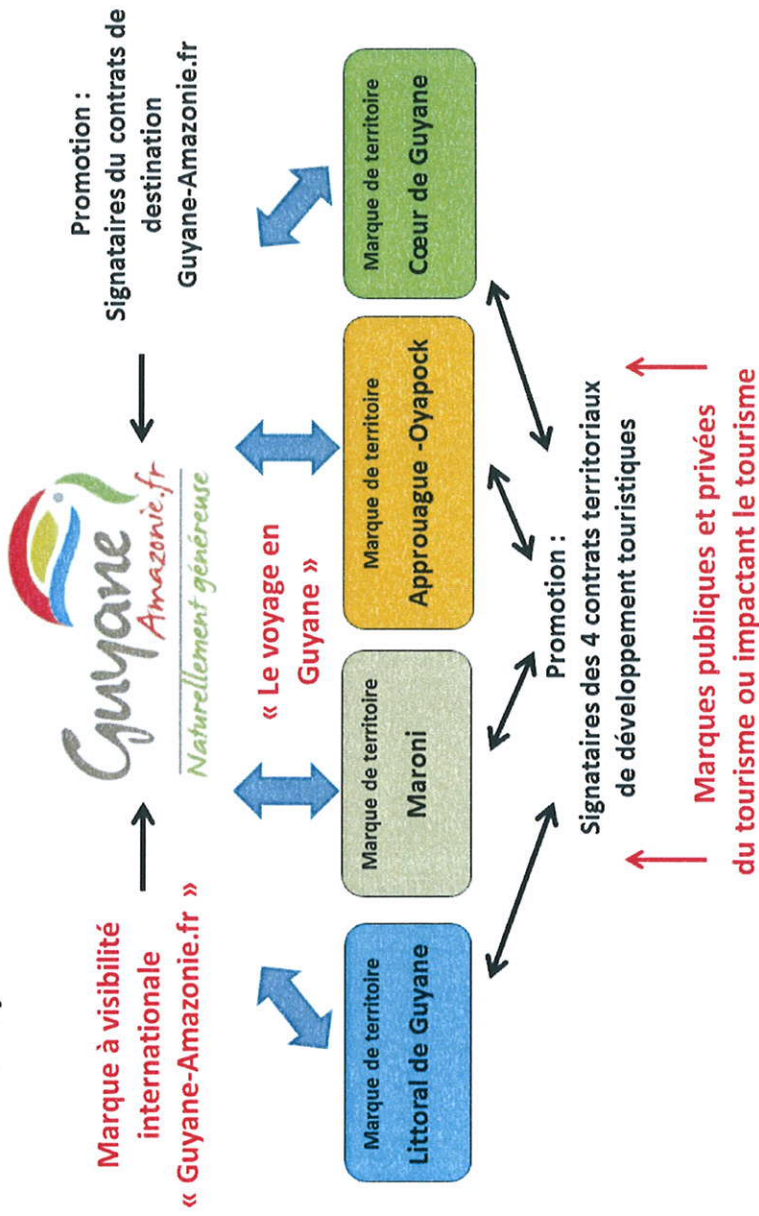 Marque à visibilité
internationale
« Guyane-Amazonie.fr »
Guyane
Amazonie.fr
Naturellement généreuse
Promotion :
Signataires du contrats de
destination
Guyane-Amazonie.fr
« Le voyage en
Guyane »
Marque de territoire
Littoral de Guyane
Marque de territoire
Maroni
Marque de territoire
Approuague -Oyapock
Marque de territoire
Cœur de Guyane
Promotion :
Signataires des 4 contrats territoriaux
de développement touristiques
Marques publiques et privées
du tourisme ou impactant le tourisme